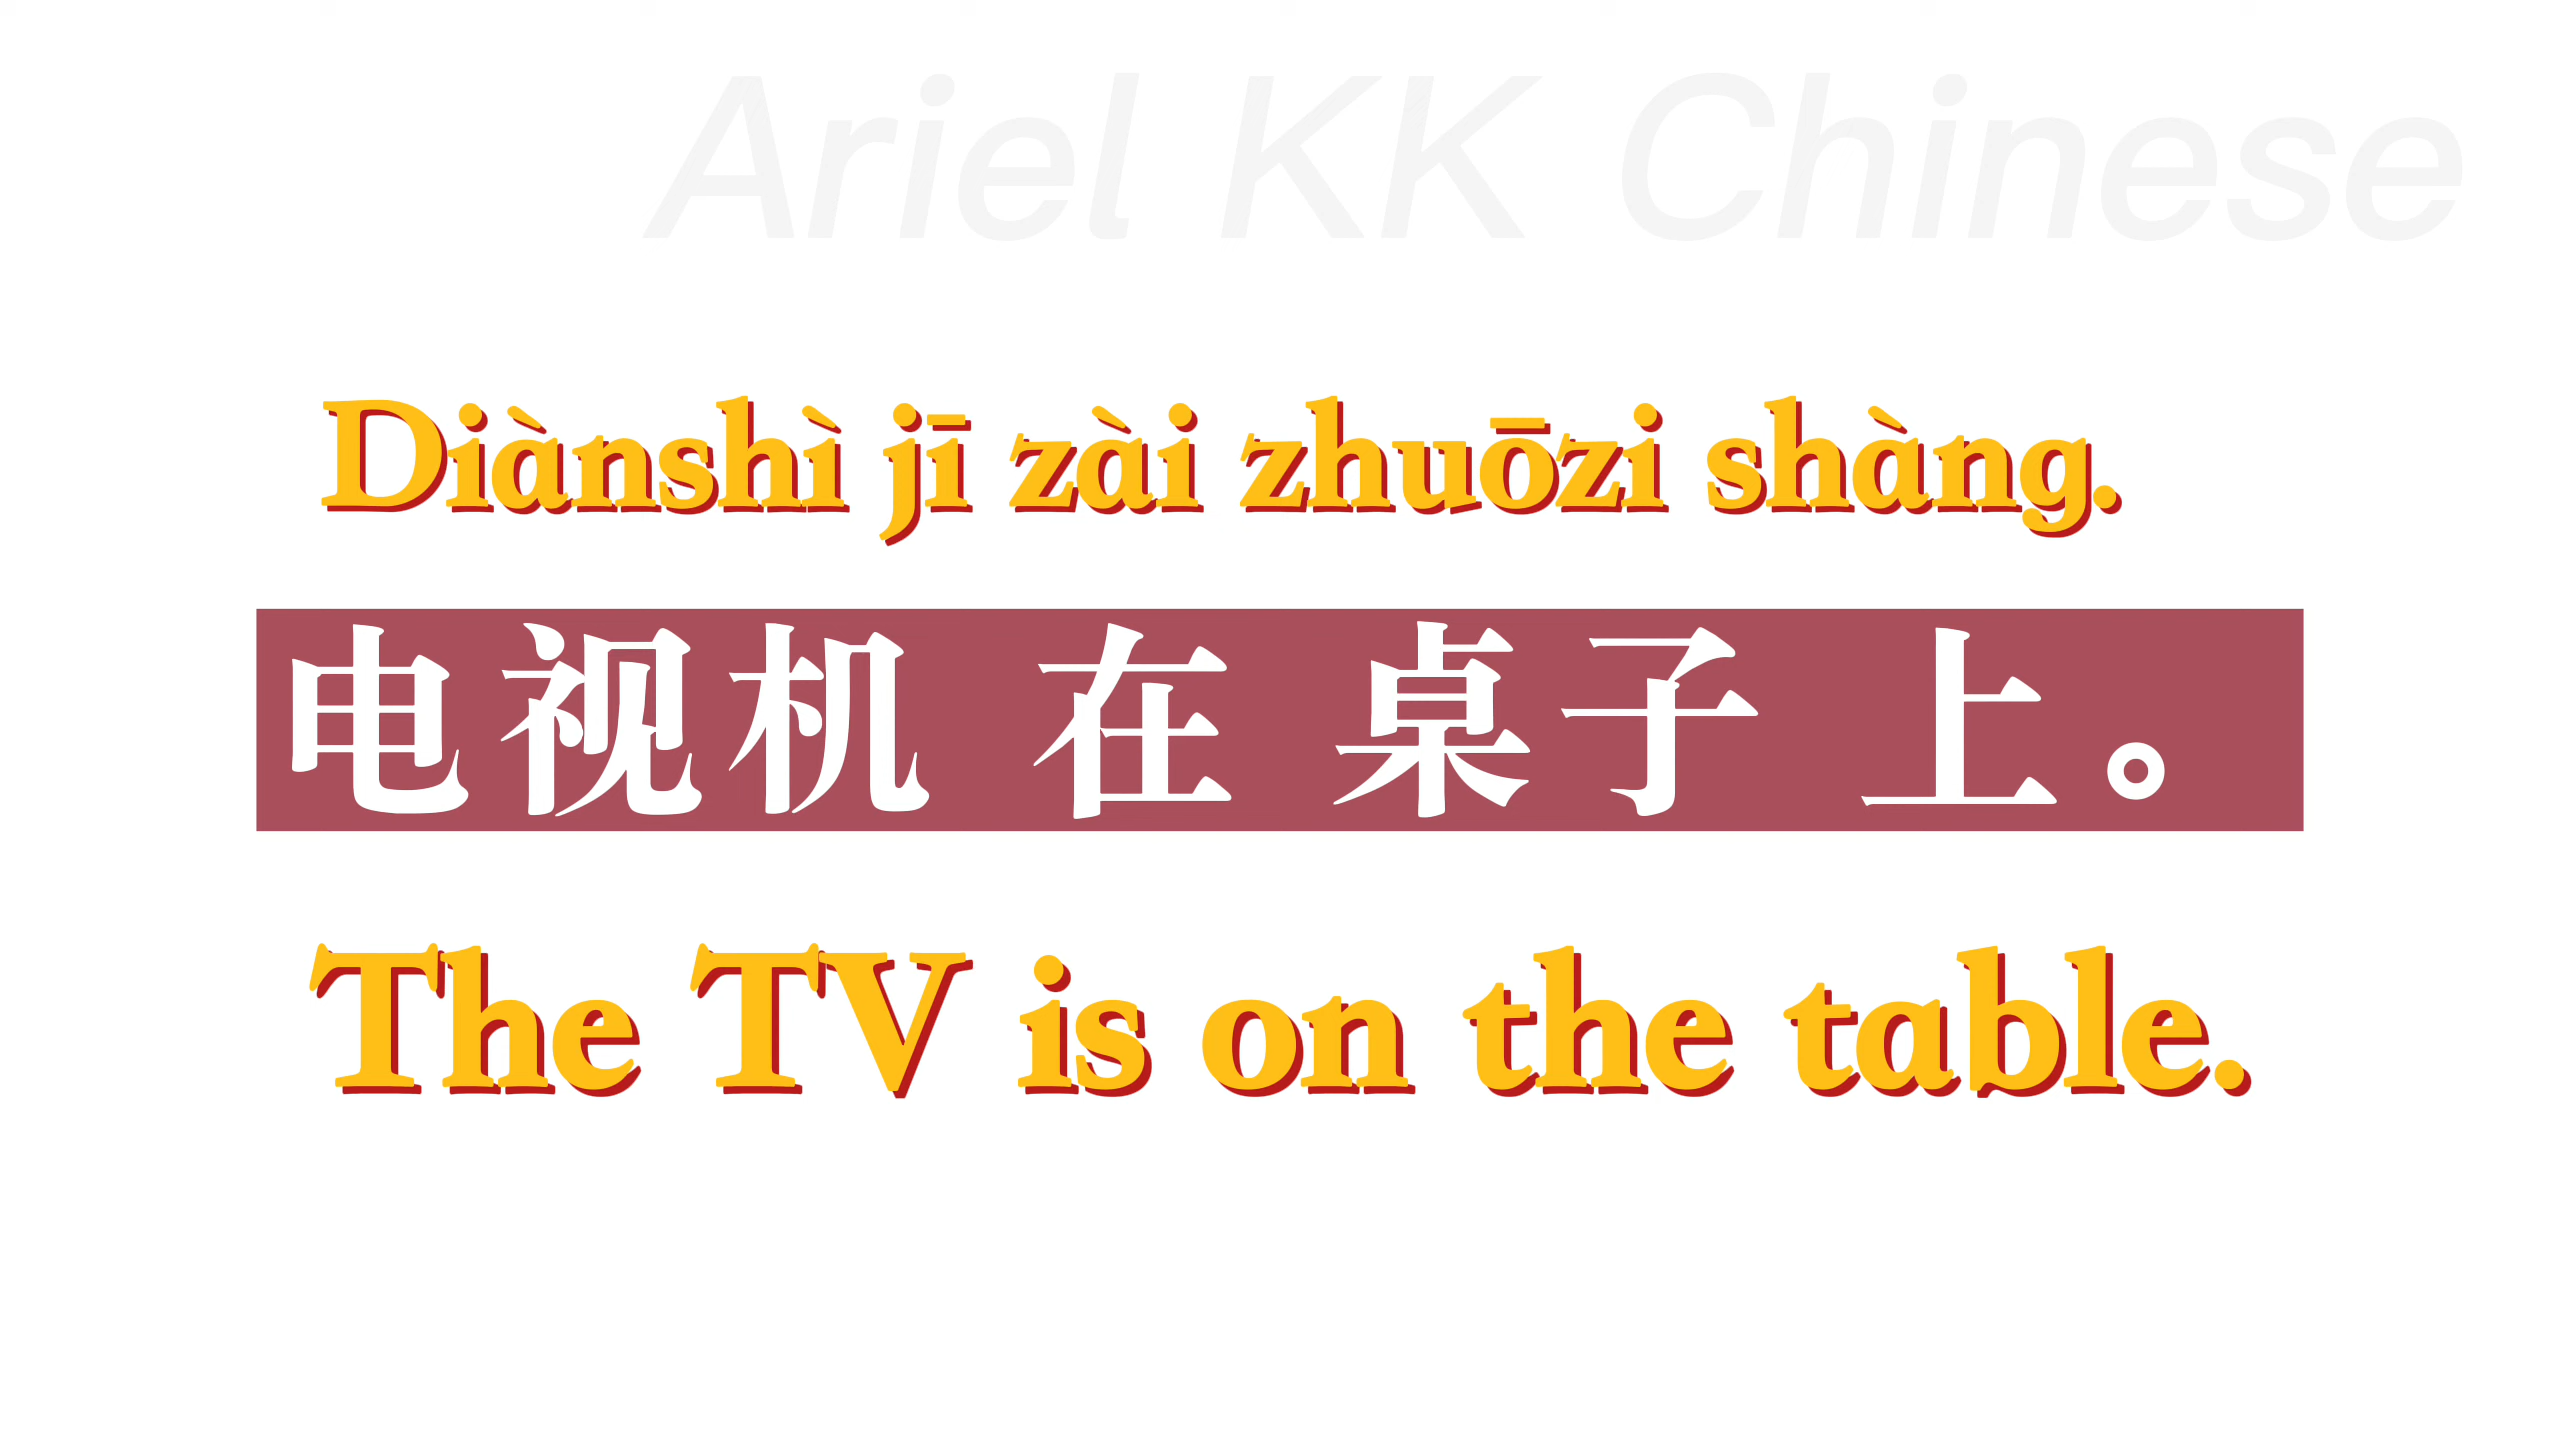 Ariel KK Chinese
Diànshì jī zài zhuōzi shàng.
电视机 在 桌子 上。
The TV is on the table.